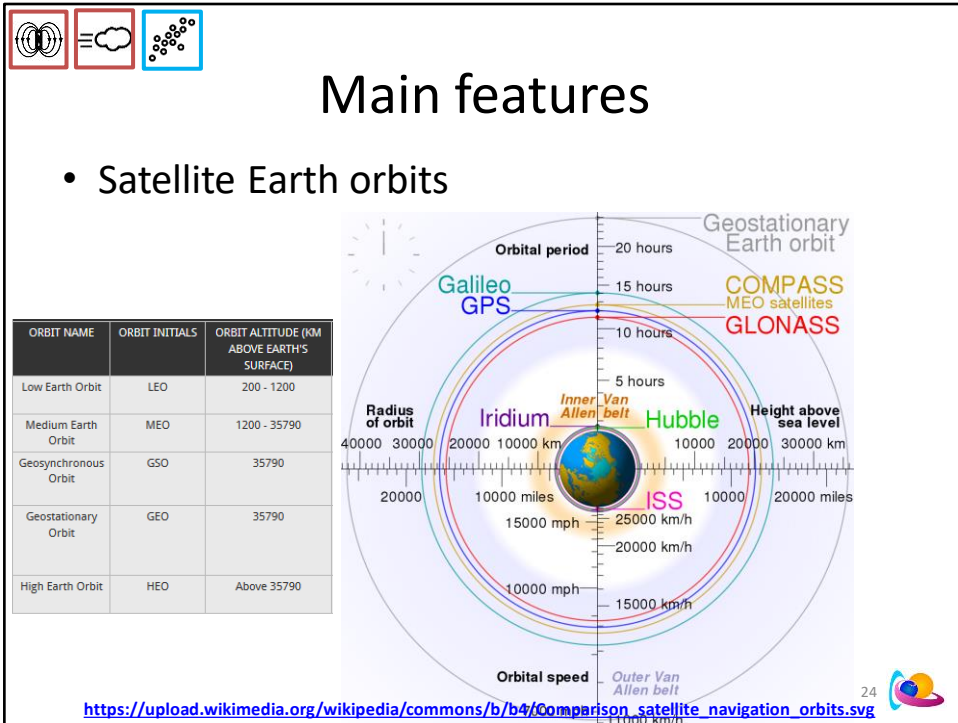 Main features
• Satellite Earth orbits
ORBIT NAME
ORBIT INITIALS
ORBIT ALTITUDE (KM
ABOVE EARTH'S
SURFACE)
Low Earth Orbit
LEO
200 - 1200
Medium Earth
Orbit
MEO
1200 - 35790
Geosynchronous
Orbit
GSO
35790
Geostationary
Orbit
GEO
35790
High Earth Orbit
HEO
Above 35790
Geostationary
Earth orbit
Orbital period
20 hours
Galileo
15 hours
COMPASS
GPS
MEO satellites
GLONASS
10 hours
5 hours
Inner Van
Allen belt
Radius
of orbit
Iridium
Hubble
Height above
sea level
40000 30000 20000 10000 km
10000 20000 30000 km
20000 10000 miles
10000 20000 miles
ISS
15000 mph
25000 km/h
20000 km/h
10000 mph
15000 km/h
Orbital speed
Outer Van
Allen belt
7000 mph
11000 km/h
https://upload.wikimedia.org/wikipedia/commons/b/b4/Comparison_satellite_navigation_orbits.svg
24